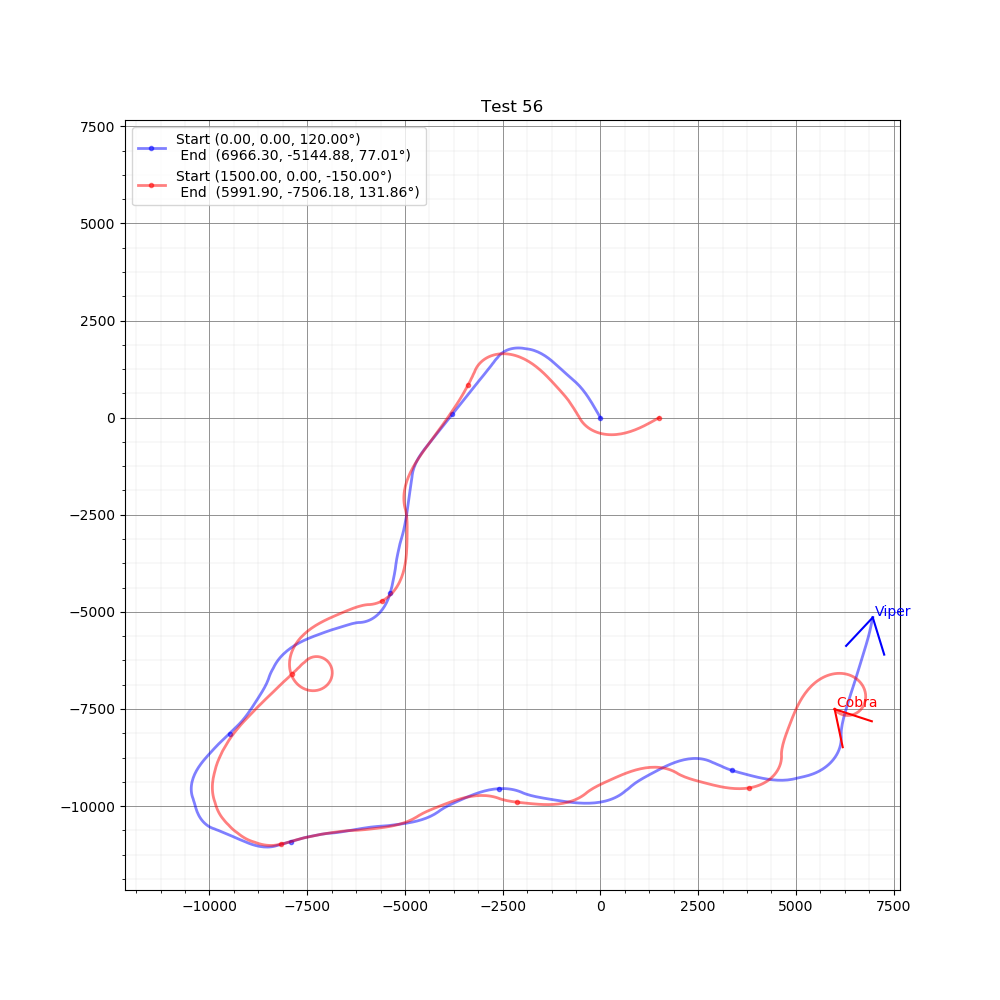 Test 56
Start (0.00, 0.00, 120.00°)
End  (6966.30, -5144.88, 77.01°)
Start (1500.00, 0.00, -150.00°)
End  (5991.90, -7506.18, 131.86°)
7500
5000
2500
0
−2500
−5000
−7500
−10000
Viper
Cobra
−10000 −7500 −5000 −2500 0 2500 5000 7500